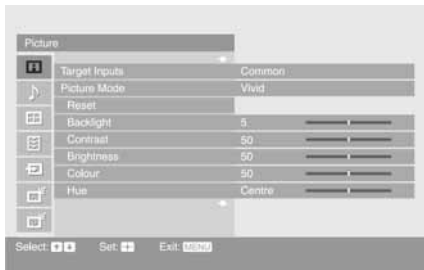 Picture
Target Inputs Common
Picture Mode Vivid
Reset
Backlight 5
Contrast 50
Brightness 50
Colour 50
Hue Centre
Select: Set: Exit: MENU